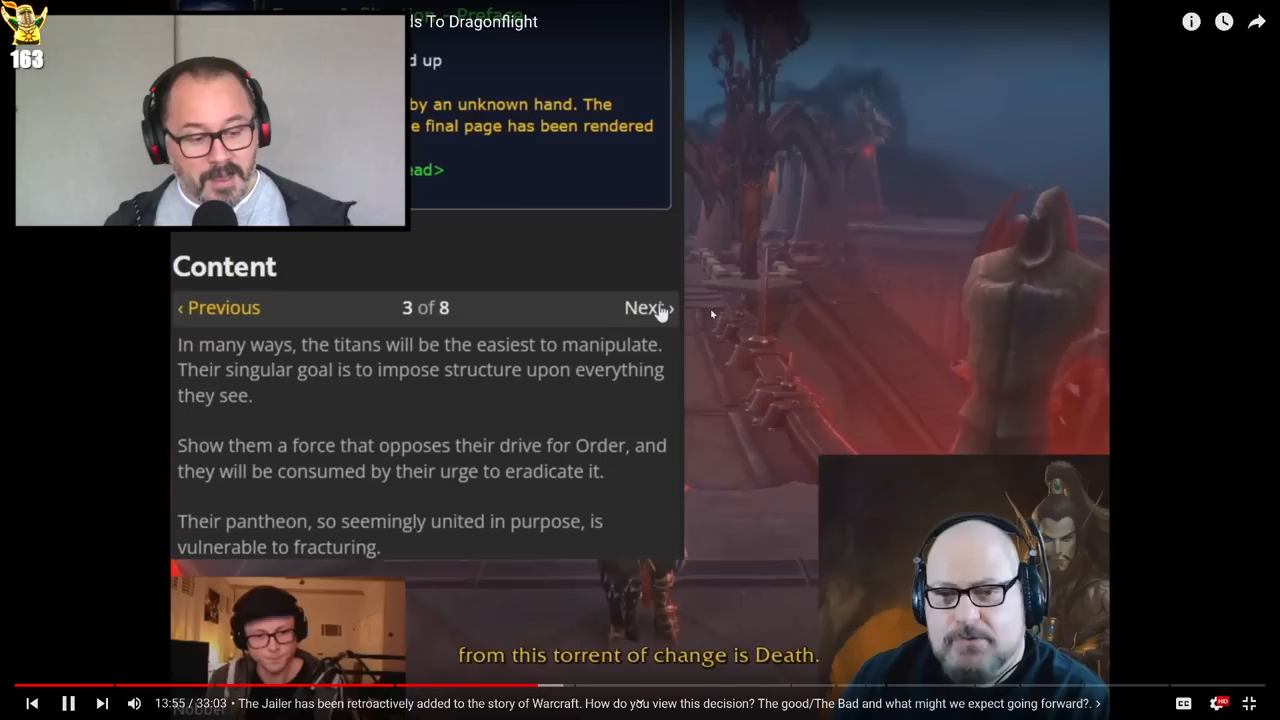 ds To Dragonflight
163
d up
by an unknown hand. The
e final page has been rendered
ead>
Content
‹ Previous
3 of 8
Next ›
In many ways, the titans will be the easiest to manipulate.
Their singular goal is to impose structure upon everything
they see.
Show them a force that opposes their drive for Order, and
they will be consumed by their urge to eradicate it.
Their pantheon, so seemingly united in purpose, is
vulnerable to fracturing.
from this torrent of change is Death.
13:55 / 33:03 • The Jailer has been retroactively added to the story of Warcraft. How do you view this decision? The good/The Bad and what might we expect going forward?. ›
HD
Nobbel